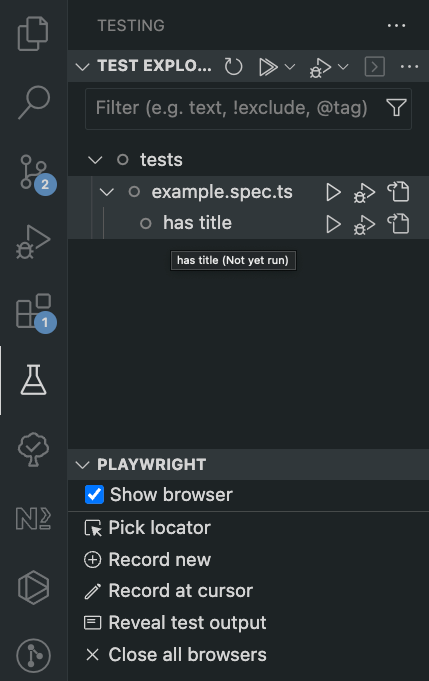 TESTING
TEST EXPLO...
Filter (e.g. text, !exclude, @tag)
tests
2
example.spec.ts
has title
has title (Not yet run)
1
PLAYWRIGHT
Show browser
Pick locator
Record new
Record at cursor
Reveal test output
Close all browsers